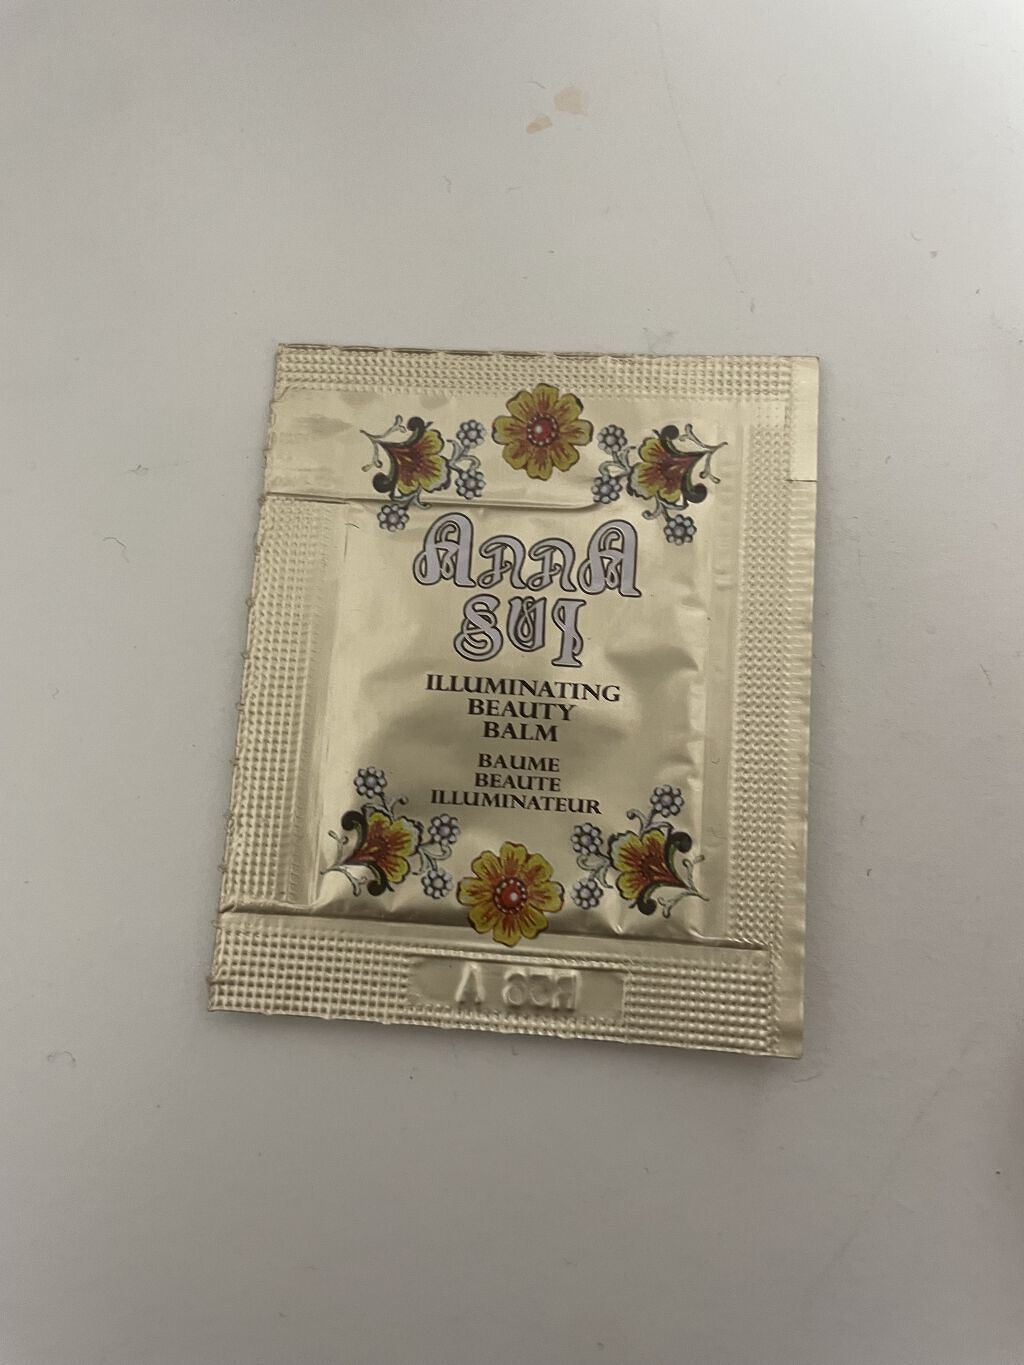 ANNA
SUI
ILLUMINATING
BEAUTY
BALM
BAUME
BEAUTE
ILLUMINATEUR